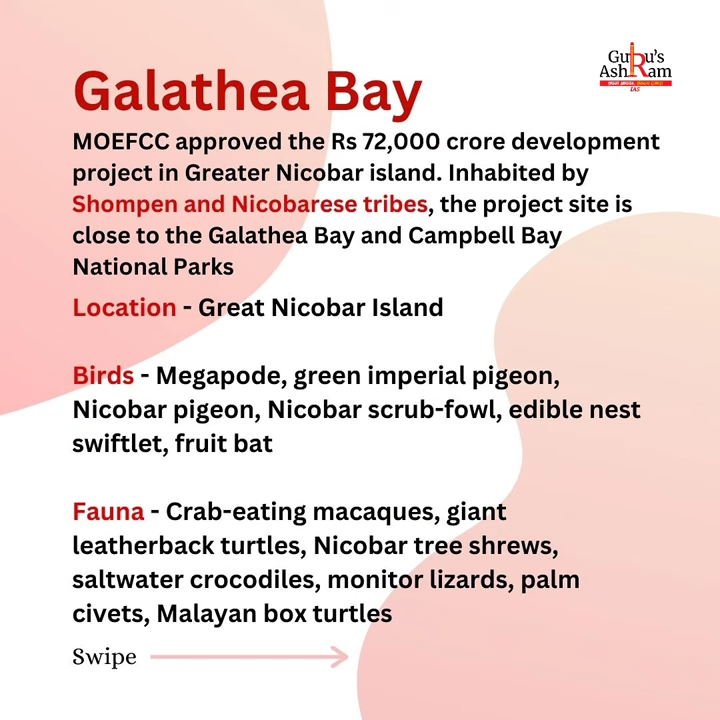 Guru's
AshRam
IAS
Galathea Bay
MOEFCC approved the Rs 72,000 crore development
project in Greater Nicobar island. Inhabited by
Shompen and Nicobarese tribes, the project site is
close to the Galathea Bay and Campbell Bay
National Parks
Location - Great Nicobar Island
Birds - Megapode, green imperial pigeon,
Nicobar pigeon, Nicobar scrub-fowl, edible nest
swiftlet, fruit bat
Fauna - Crab-eating macaques, giant
leatherback turtles, Nicobar tree shrews,
saltwater crocodiles, monitor lizards, palm
civets, Malayan box turtles
Swipe